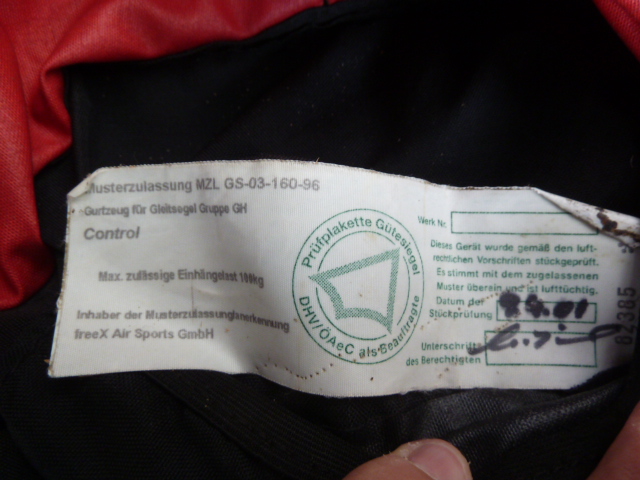 Musterzulassung MZL GS-03-160-96
Gurtzeug für Gleitsegel Gruppe GH
Control
Max. zulässige Einhängelast 100kg
Inhaber der Musterzulassungsanerkennung
freeX Air Sports GmbH
Prüfplakette Gütesiegel
DHV/ÖAeC als Beauftragte
Werk Nr.
Dieses Gerät wurde gemäß den luft-
rechtlichen Vorschriften stückgeprüft.
Es stimmt mit dem zugelassenen
Muster überein und ist lufttüchtig.
Datum der
Stückprüfung
Unterschrift
des Berechtigten
62385